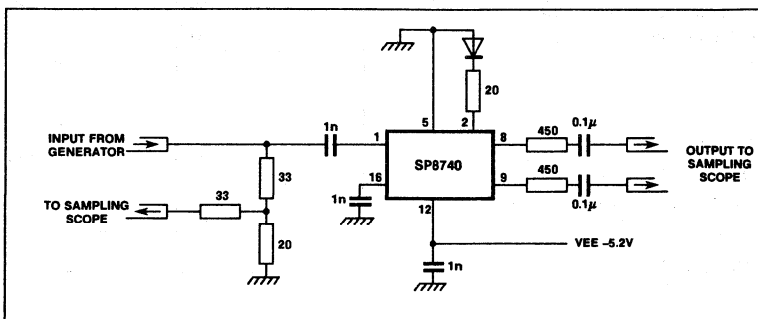 INPUT FROM
GENERATOR
TO SAMPLING
SCOPE
33
33
20
1n
1
16
1n
5
2
20
SP8740
12
8
9
450
0.1µ
450
0.1µ
OUTPUT TO
SAMPLING
SCOPE
VEE –5.2V
1n